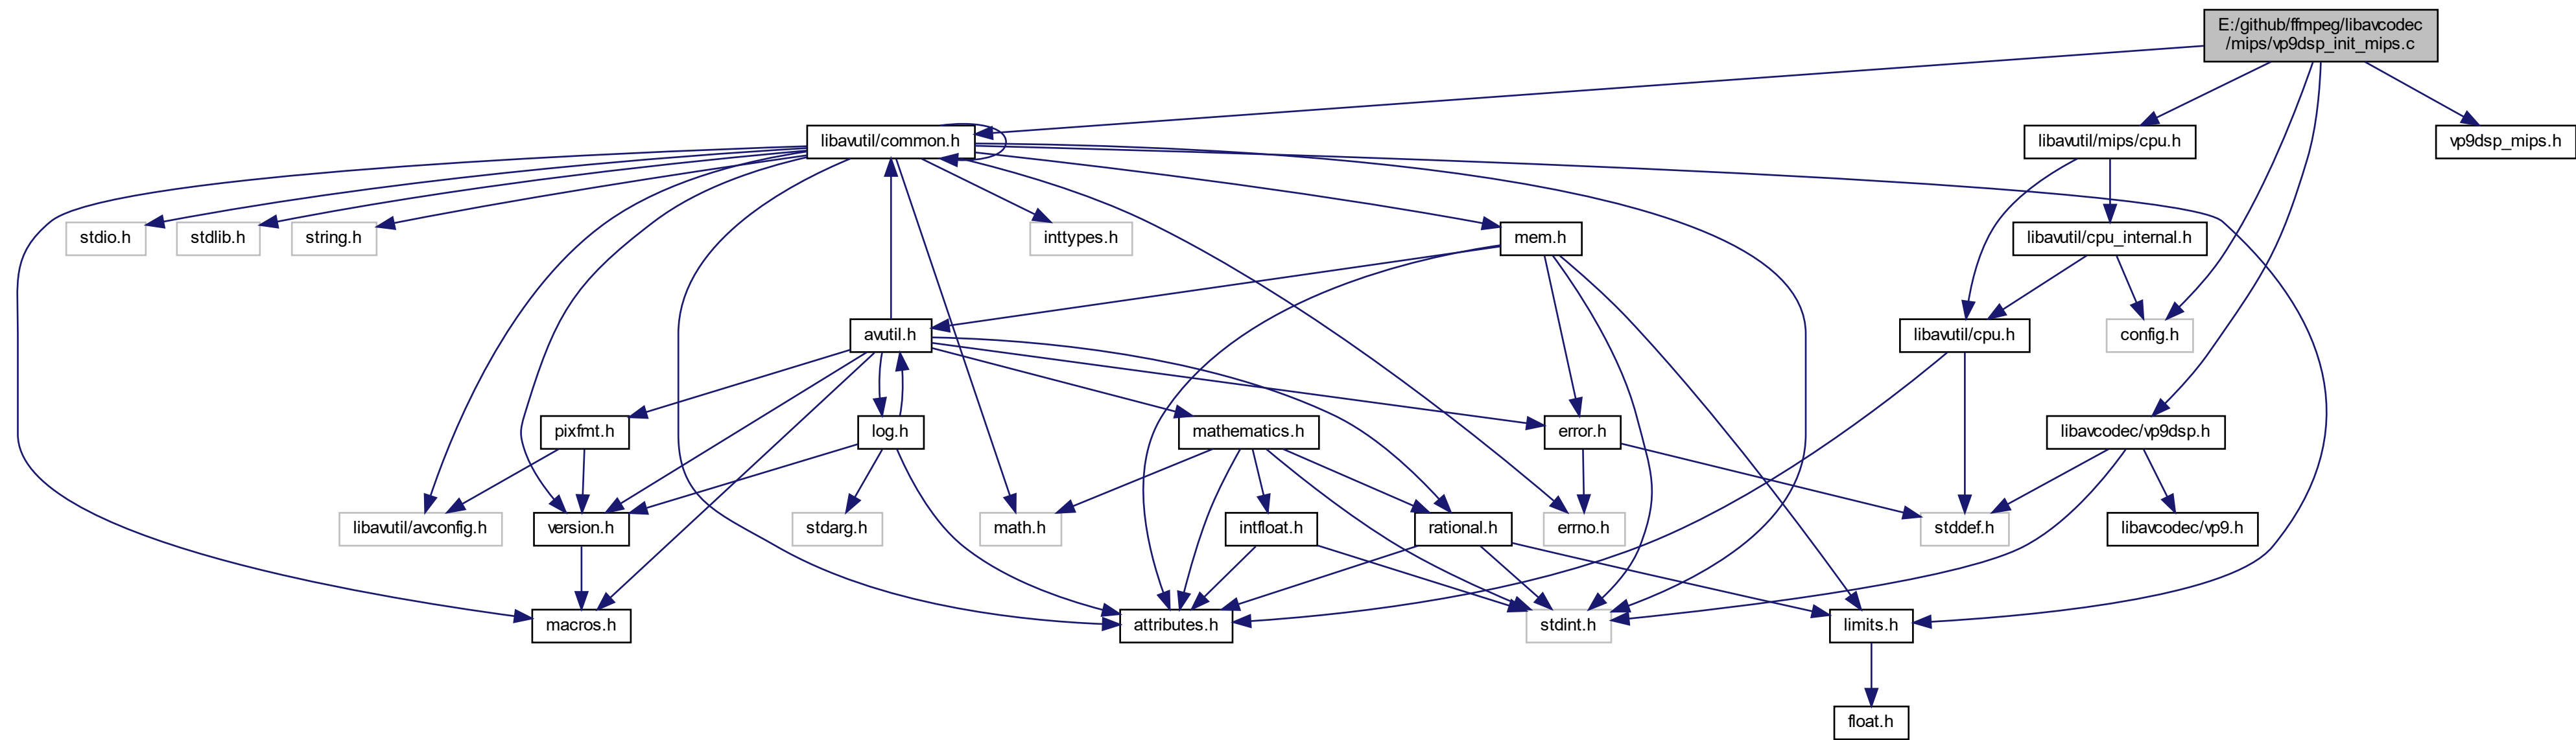 E:/github/ffmpeg/libavcodec
/mips/vp9dsp_init_mips.c
libavutil/common.h
libavutil/mips/cpu.h
vp9dsp_mips.h
stdio.h
stdlib.h
string.h
inttypes.h
mem.h
libavutil/cpu_internal.h
avutil.h
libavutil/cpu.h
config.h
pixfmt.h
log.h
mathematics.h
error.h
libavcodec/vp9dsp.h
libavutil/avconfig.h
version.h
stdarg.h
math.h
intfloat.h
rational.h
errno.h
stddef.h
libavcodec/vp9.h
macros.h
attributes.h
stdint.h
limits.h
float.h